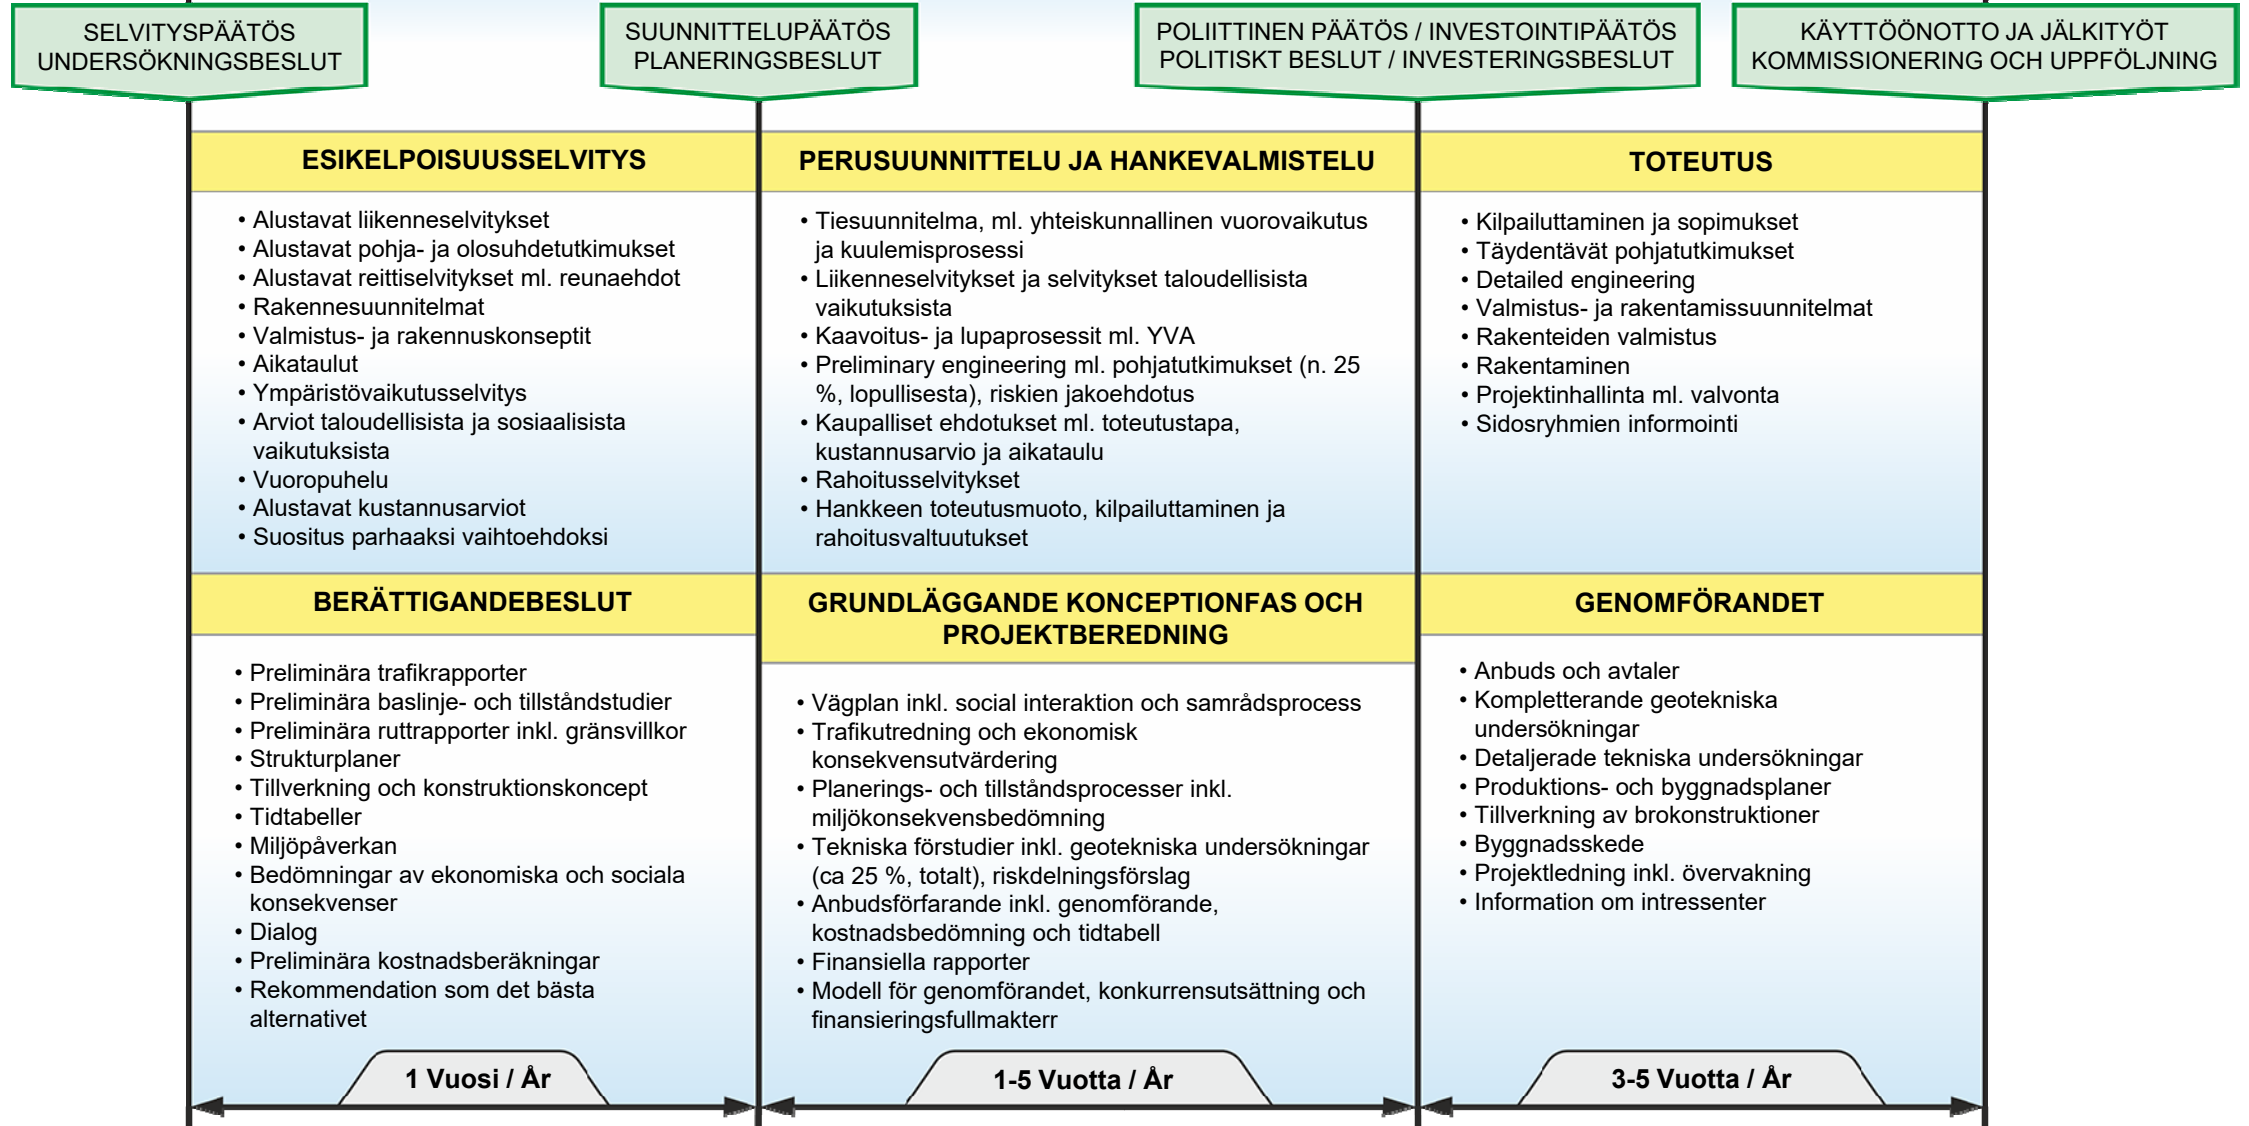 SELVITYSPÄÄTÖS
UNDERSÖKNINGSBESLUT
SUUNNITTELUPÄÄTÖS
PLANERINGSBESLUT
POLIITTINEN PÄÄTÖS / INVESTOINTIPÄÄTÖS
POLITISKT BESLUT / INVESTERINGSBESLUT
KÄYTTÖÖNOTTO JA JÄLKITYÖT
KOMMISSIONERING OCH UPPFÖLJNING
ESIKELPOISUUSSELVITYS
• Alustavat liikenneselvitykset
• Alustavat pohja- ja olosuhdetutkimukset
• Alustavat reittiselvitykset ml. reunaehdot
• Rakennesuunnitelmat
• Valmistus- ja rakennuskonseptit
• Aikataulut
• Ympäristövaikutusselvitys
• Arviot taloudellisista ja sosiaalisista
vaikutuksista
• Vuoropuhelu
• Alustavat kustannusarviot
• Suositus parhaaksi vaihtoehdoksi
PERUSUUNNITTELU JA HANKEVALMISTELU
• Tiesuunnitelma, ml. yhteiskunnallinen vuorovaikutus
ja kuulemisprosessi
• Liikenneselvitykset ja selvitykset taloudellisista
vaikutuksista
• Kaavoitus- ja lupaprosessit ml. YVA
• Preliminary engineering ml. pohjatutkimukset (n. 25
%, lopullisesta), riskien jakoehdotus
• Kaupalliset ehdotukset ml. toteutustapa,
kustannusarvio ja aikataulu
• Rahoitusselvitykset
• Hankkeen toteutusmuoto, kilpailuttaminen ja
rahoitusvaltuutukset
TOTEUTUS
• Kilpailuttaminen ja sopimukset
• Täydentävät pohjatutkimukset
• Detailed engineering
• Valmistus- ja rakentamissuunnitelmat
• Rakenteiden valmistus
• Rakentaminen
• Projektinhallinta ml. valvonta
• Sidosryhmien informointi
BERÄTTIGANDEBESLUT
• Preliminära trafikrapporter
• Preliminära baslinje- och tillståndstudier
• Preliminära ruttrapporter inkl. gränsvillkor
• Strukturplaner
• Tillverkning och konstruktionskoncept
• Tidtabeller
• Miljöpåverkan
• Bedömningar av ekonomiska och sociala
konsekvenser
• Dialog
• Preliminära kostnadsberäkningar
• Rekommendation som det bästa
alternativet
GRUNDLÄGGANDE KONCEPTIONFAS OCH
PROJEKTBEREDNING
• Vägplan inkl. social interaktion och samrådsprocess
• Trafikutredning och ekonomisk
konsekvensutvärdering
• Planerings- och tillståndsprocesser inkl.
miljökonsekvensbedömning
• Tekniska förstudier inkl. geotekniska undersökningar
(ca 25 %, totalt), riskdelningsförslag
• Anbudsförfarande inkl. genomförande,
kostnadsbedömning och tidtabell
• Finansiella rapporter
• Modell för genomförandet, konkurrensutsättning och
finansieringsfullmakterr
GENOMFÖRANDET
• Anbuds och avtaler
• Kompletterande geotekniska
undersökningar
• Detaljerade tekniska undersökningar
• Produktions- och byggnadsplaner
• Tillverkning av brokonstruktioner
• Byggnadsskede
• Projektledning inkl. övervakning
• Information om intressenter
1 Vuosi / År
1-5 Vuotta / År
3-5 Vuotta / År